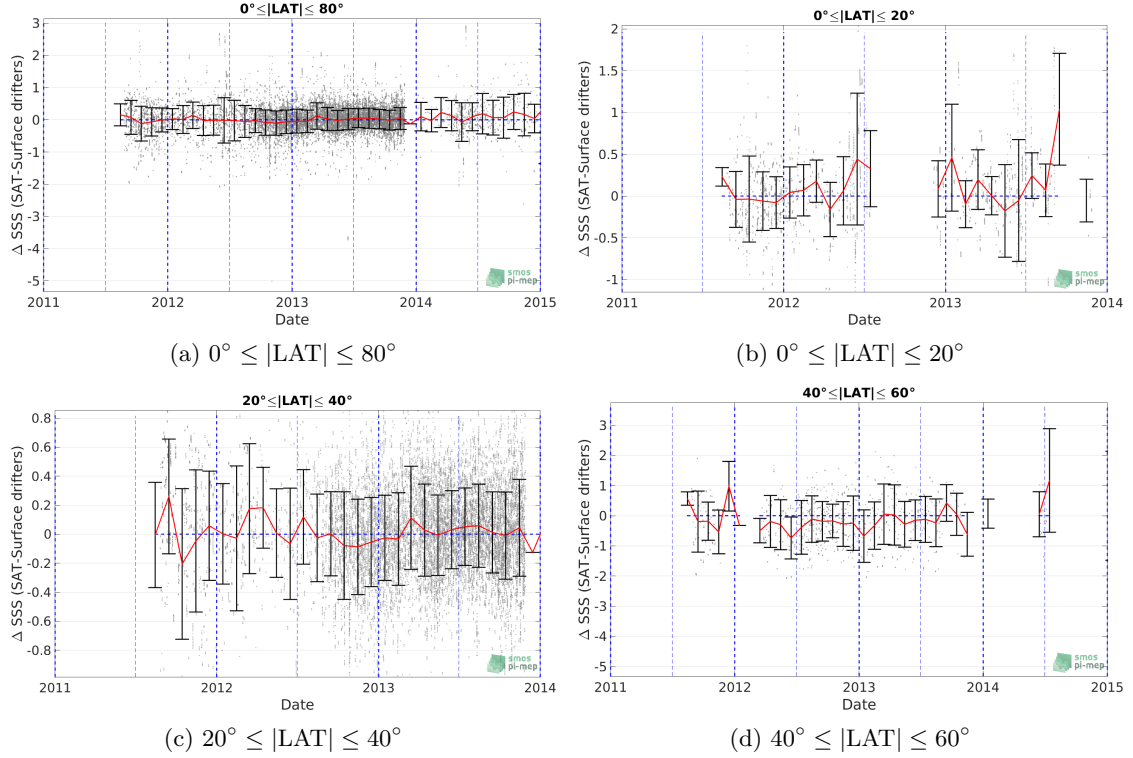 0°≤|LAT|≤ 80°
Δ SSS (SAT-Surface drifters)
3
2
1
0
-1
-2
-3
-4
-5
2011 2012 2013 2014 2015
Date
smos
pi-mep
(a) 0° ≤ |LAT| ≤ 80°
0°≤|LAT|≤ 20°
Δ SSS (SAT-Surface drifters)
2
1.5
1
0.5
0
-0.5
-1
2011 2012 2013 2014
Date
smos
pi-mep
(b) 0° ≤ |LAT| ≤ 20°
20°≤|LAT|≤ 40°
Δ SSS (SAT-Surface drifters)
0.8
0.6
0.4
0.2
0
-0.2
-0.4
-0.6
-0.8
2011 2012 2013 2014
Date
smos
pi-mep
(c) 20° ≤ |LAT| ≤ 40°
40°≤|LAT|≤ 60°
Δ SSS (SAT-Surface drifters)
3
2
1
0
-1
-2
-3
-4
-5
2011 2012 2013 2014 2015
Date
smos
pi-mep
(d) 40° ≤ |LAT| ≤ 60°